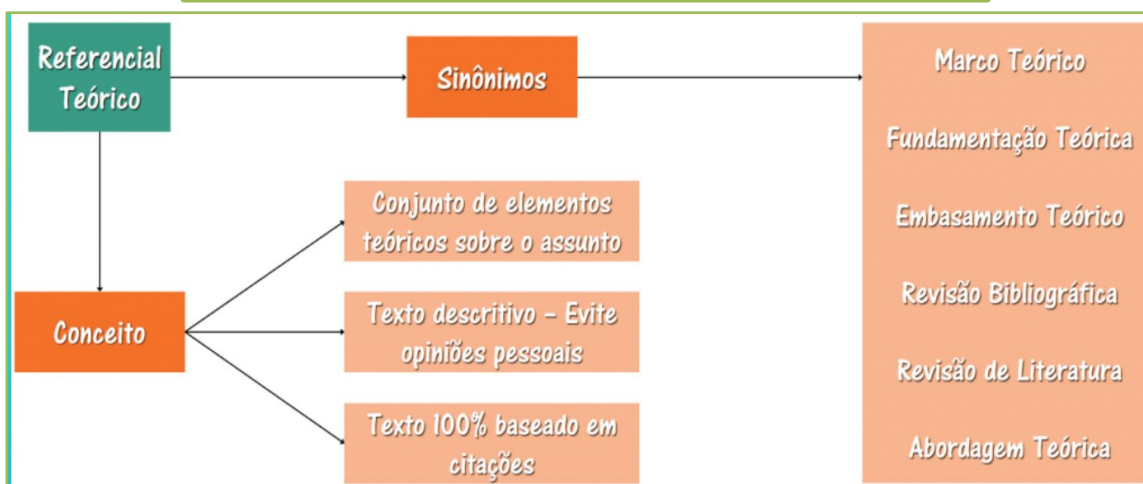 Referencial
Teórico
Sinônimos
Marco Teórico
Fundamentação Teórica
Embasamento Teórico
Revisão Bibliográfica
Revisão de Literatura
Abordagem Teórica
Conceito
Conjunto de elementos
teóricos sobre o assunto
Texto descritivo – Evite
opiniões pessoais
Texto 100% baseado em
citações